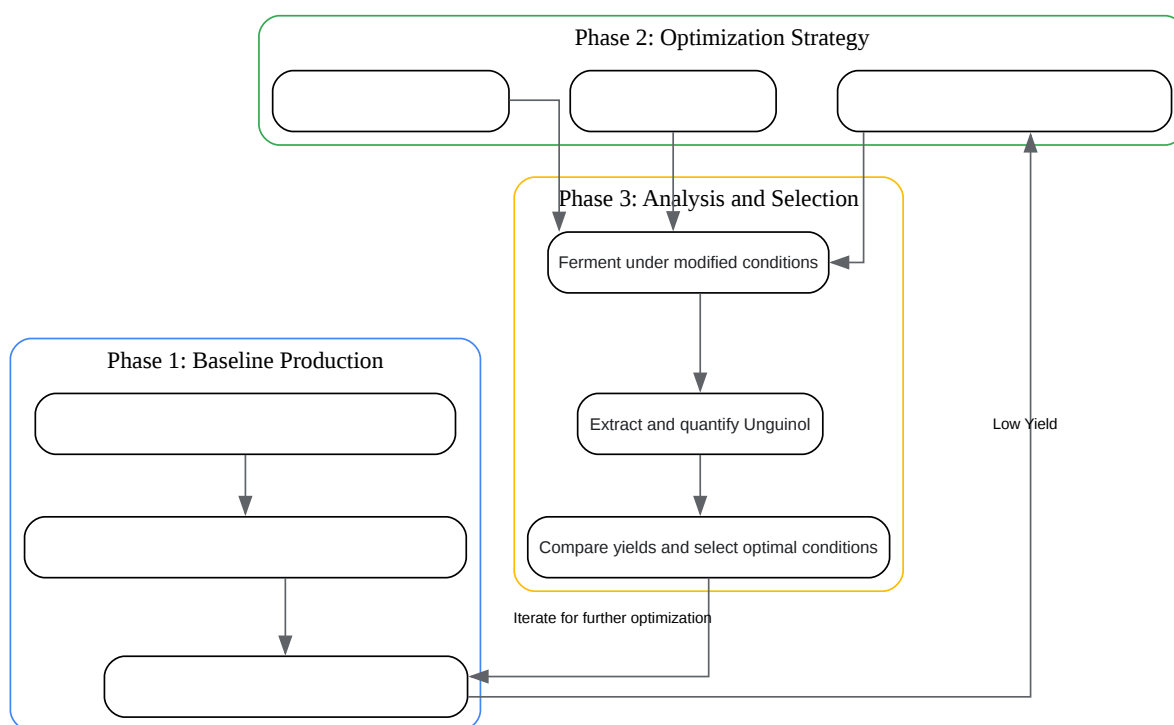 Phase 2: Optimization Strategy
Phase 3: Analysis and Selection
Ferment under modified conditions
Phase 1: Baseline Production
Extract and quantify Unguinol
Low Yield
Compare yields and select optimal conditions
Iterate for further optimization